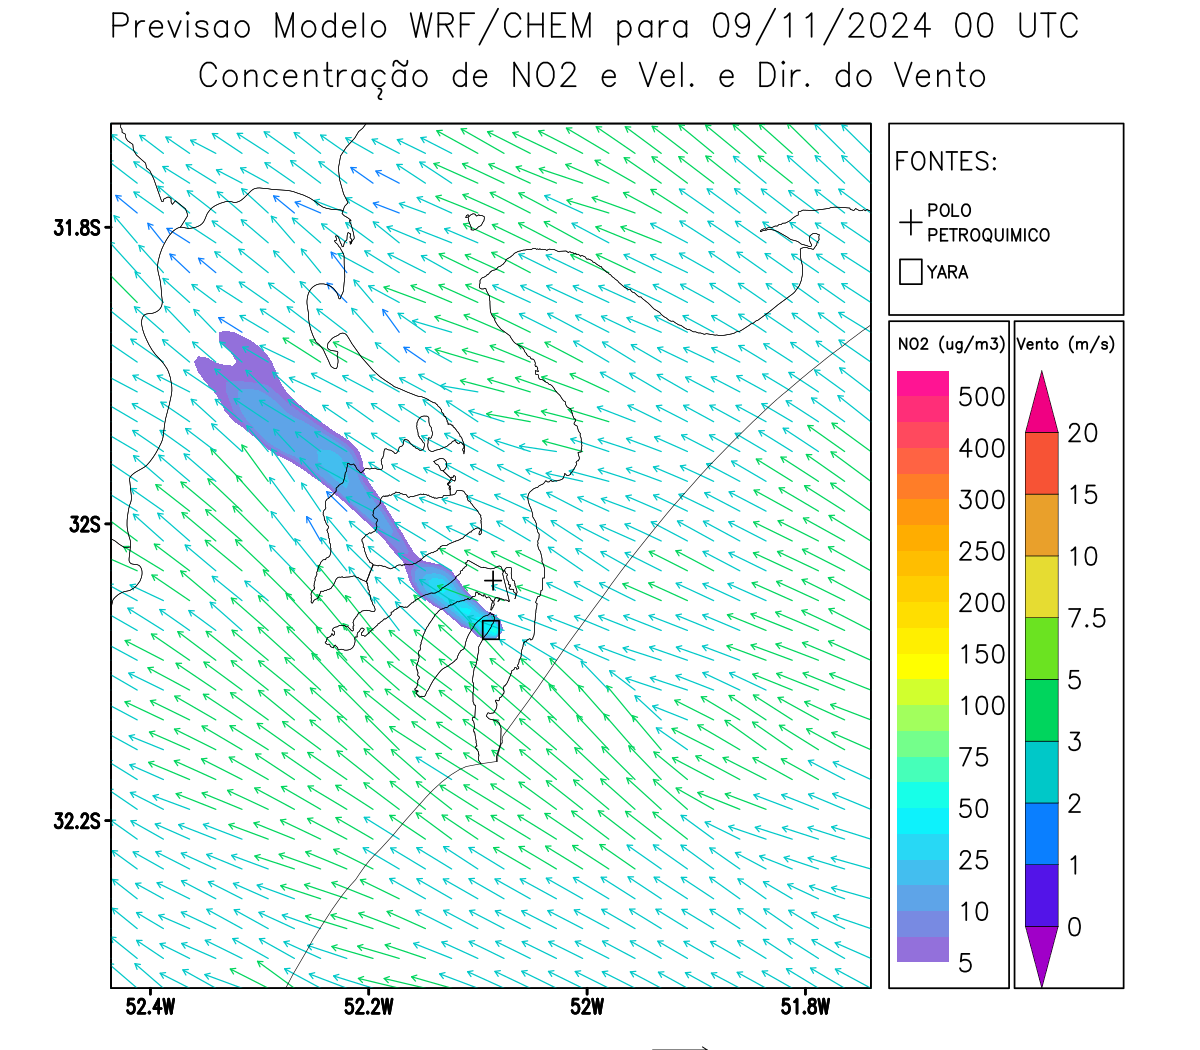 Previsao Modelo WRF/CHEM para 09/11/2024 00 UTC
Concentração de NO2 e Vel. e Dir. do Vento
31.8S
32S
32.2S
52.4W
52.2W
52W
51.8W
FONTES:
POLO
PETROQUIMICO
YARA
NO2 (ug/m3)
500
400
300
250
200
150
100
75
50
25
10
5
Vento (m/s)
20
15
10
7.5
5
3
2
1
0